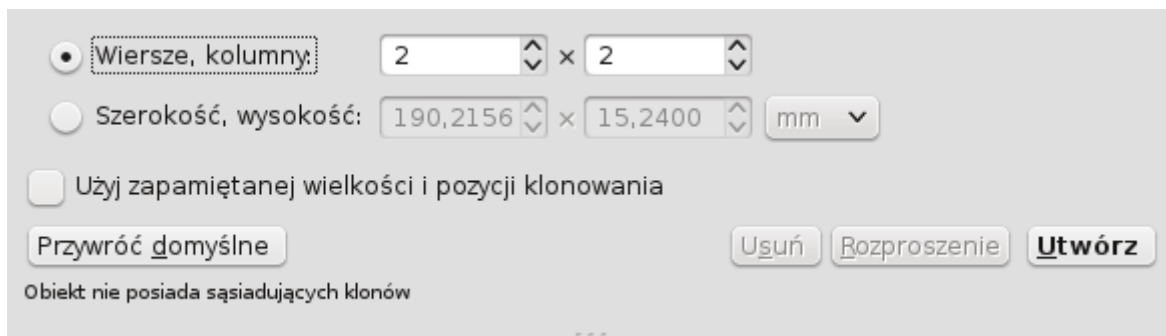 Wiersze, kolumny: 2 × 2
Szerokość, wysokość: 190,2156 × 15,2400 mm
Użyj zapamiętanej wielkości i pozycji klonowania
Przywróć domyślne Usuń Rozproszenie Utwórz
Obiekt nie posiada sąsiadujących klonów